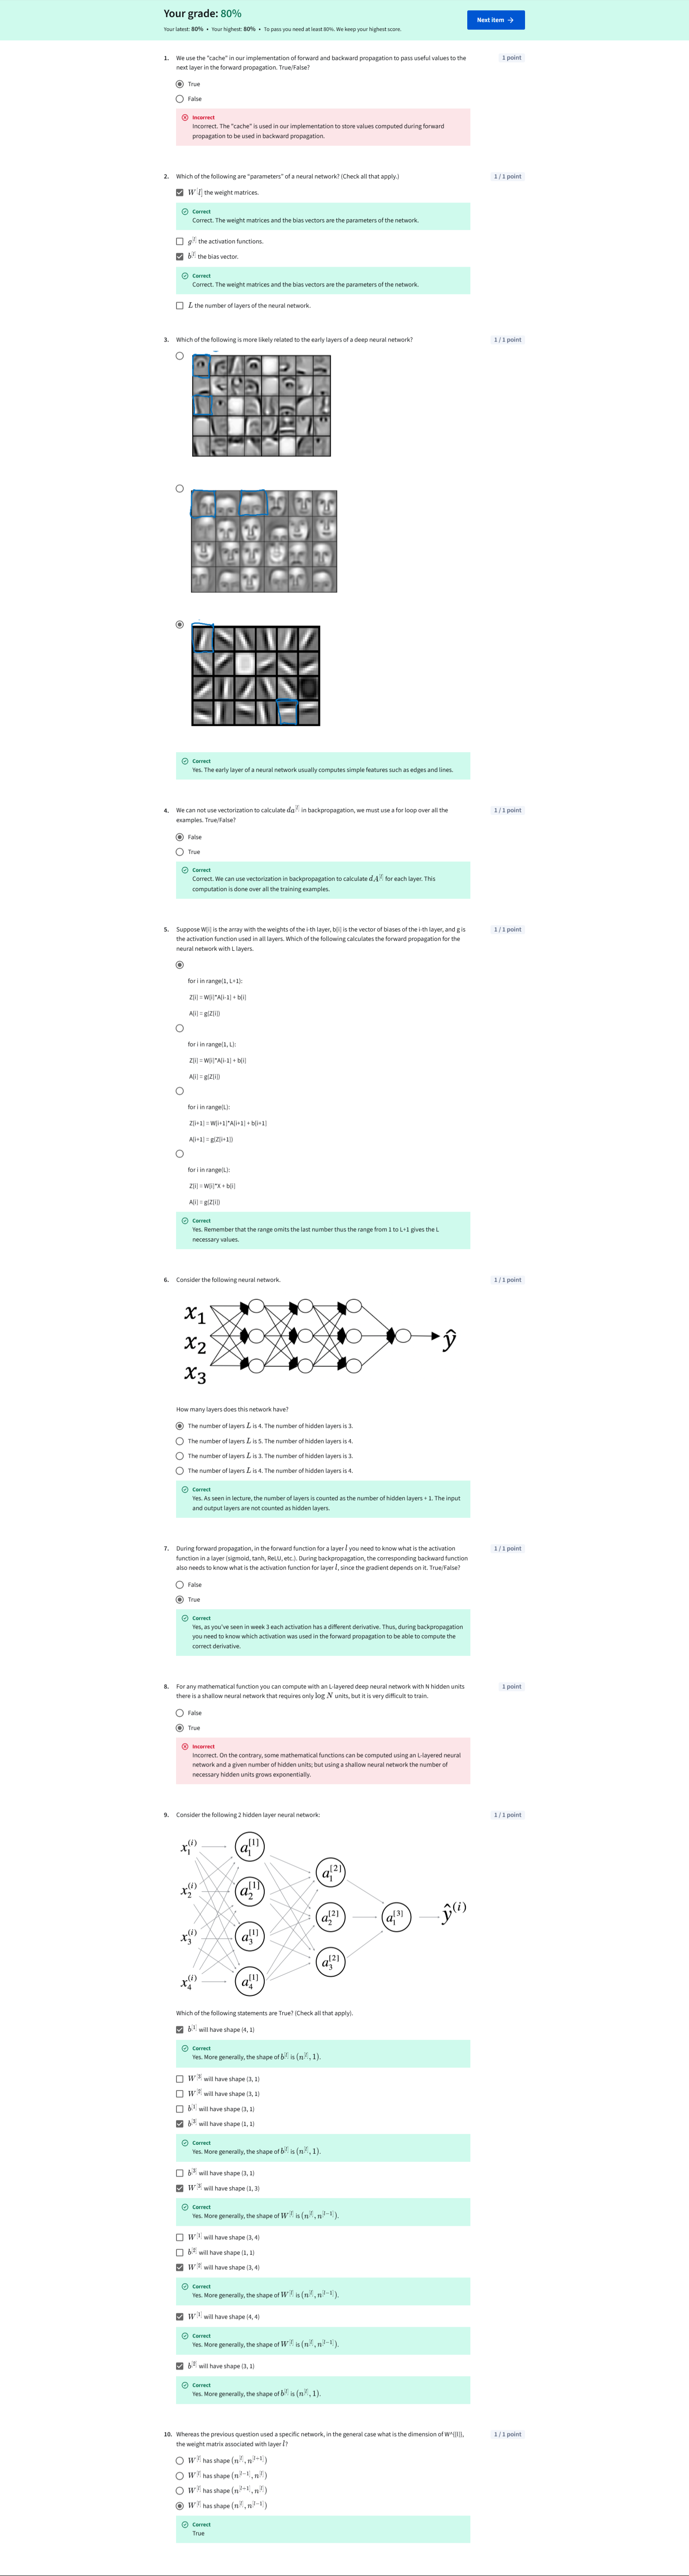 Your grade: 80%
Your latest: 80% • Your highest: 80% • To pass you need at least 80%. We keep your highest score.
Next item →
1. We use the "cache" in our implementation of forward and backward propagation to pass useful values to the
next layer in the forward propagation. True/False?
1 point
True
False
Incorrect
Incorrect. The "cache" is used in our implementation to store values computed during forward
propagation to be used in backward propagation.
2. Which of the following are "parameters" of a neural network? (Check all that apply.)
1 / 1 point
W[l] the weight matrices.
Correct
Correct. The weight matrices and the bias vectors are the parameters of the network.
g^[l] the activation functions.
b^[l] the bias vector.
Correct
Correct. The weight matrices and the bias vectors are the parameters of the network.
L the number of layers of the neural network.
3. Which of the following is more likely related to the early layers of a deep neural network?
1 / 1 point
Correct
Yes. The early layer of a neural network usually computes simple features such as edges and lines.
4. We can not use vectorization to calculate da^[l] in backpropagation, we must use a for loop over all the
examples. True/False?
1 / 1 point
False
True
Correct
Correct. We can use vectorization in backpropagation to calculate dA^[l] for each layer. This
computation is done over all the training examples.
5. Suppose W[i] is the array with the weights of the i-th layer, b[i] is the vector of biases of the i-th layer, and g is
the activation function used in all layers. Which of the following calculates the forward propagation for the
neural network with L layers.
1 / 1 point
for i in range(1, L+1):
Z[i] = W[i]*A[i-1] + b[i]
A[i] = g(Z[i])
for i in range(1, L):
Z[i] = W[i]*A[i-1] + b[i]
A[i] = g(Z[i])
for i in range(L):
Z[i+1] = W[i+1]*A[i+1] + b[i+1]
A[i+1] = g(Z[i+1])
for i in range(L):
Z[i] = W[i]*X + b[i]
A[i] = g(Z[i])
Correct
Yes. Remember that the range omits the last number thus the range from 1 to L+1 gives the L
necessary values.
6. Consider the following neural network.
1 / 1 point
x1
x2
x3
ŷ
How many layers does this network have?
The number of layers L is 4. The number of hidden layers is 3.
The number of layers L is 5. The number of hidden layers is 4.
The number of layers L is 3. The number of hidden layers is 3.
The number of layers L is 4. The number of hidden layers is 4.
Correct
Yes. As seen in lecture, the number of layers is counted as the number of hidden layers + 1. The input
and output layers are not counted as hidden layers.
7. During forward propagation, in the forward function for a layer l you need to know what is the activation
function in a layer (sigmoid, tanh, ReLU, etc.). During backpropagation, the corresponding backward function
also needs to know what is the activation function for layer l, since the gradient depends on it. True/False?
1 / 1 point
False
True
Correct
Yes, as you've seen in week 3 each activation has a different derivative. Thus, during backpropagation
you need to know which activation was used in the forward propagation to be able to compute the
correct derivative.
8. For any mathematical function you can compute with an L-layered deep neural network with N hidden units
there is a shallow neural network that requires only log N units, but it is very difficult to train.
1 point
False
True
Incorrect
Incorrect. On the contrary, some mathematical functions can be computed using an L-layered neural
network and a given number of hidden units; but using a shallow neural network the number of
necessary hidden units grows exponentially.
9. Consider the following 2 hidden layer neural network:
1 / 1 point
x1^(i)
x2^(i)
x3^(i)
x4^(i)
a1^[1]
a2^[1]
a3^[1]
a4^[1]
a1^[2]
a2^[2]
a3^[2]
a1^[3]
ŷ^(i)
Which of the following statements are True? (Check all that apply).
b^[1] will have shape (4, 1)
Correct
Yes. More generally, the shape of b^[l] is (n^[l], 1).
W^[3] will have shape (3, 1)
W^[2] will have shape (3, 1)
b^[1] will have shape (3, 1)
b^[3] will have shape (1, 1)
Correct
Yes. More generally, the shape of b^[l] is (n^[l], 1).
b^[3] will have shape (3, 1)
W^[3] will have shape (1, 3)
Correct
Yes. More generally, the shape of W^[l] is (n^[l], n^[l−1]).
W^[1] will have shape (3, 4)
b^[2] will have shape (1, 1)
W^[2] will have shape (3, 4)
Correct
Yes. More generally, the shape of W^[l] is (n^[l], n^[l−1]).
W^[1] will have shape (4, 4)
Correct
Yes. More generally, the shape of W^[l] is (n^[l], n^[l−1]).
b^[2] will have shape (3, 1)
Correct
Yes. More generally, the shape of b^[l] is (n^[l], 1).
10. Whereas the previous question used a specific network, in the general case what is the dimension of W^{[l]},
the weight matrix associated with layer l?
1 / 1 point
W^[l] has shape (n^[l], n^[l+1])
W^[l] has shape (n^[l−1], n^[l])
W^[l] has shape (n^[l+1], n^[l])
W^[l] has shape (n^[l], n^[l−1])
Correct
True